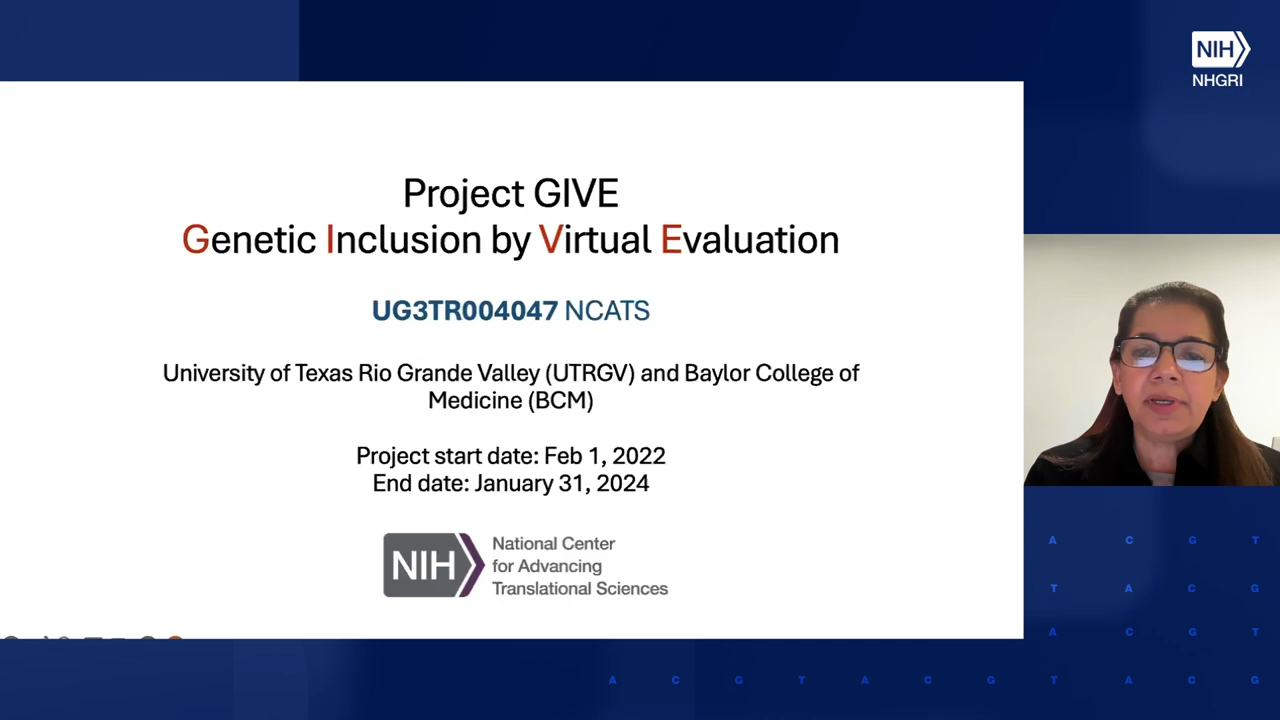 NIH
NHGRI
Project GIVE
Genetic Inclusion by Virtual Evaluation
UG3TR004047 NCATS
University of Texas Rio Grande Valley (UTRGV) and Baylor College of
Medicine (BCM)
Project start date: Feb 1, 2022
End date: January 31, 2024
NIH
National Center
for Advancing
Translational Sciences
A C G T
T A C G
A C G T
A C G T A C G T A C G